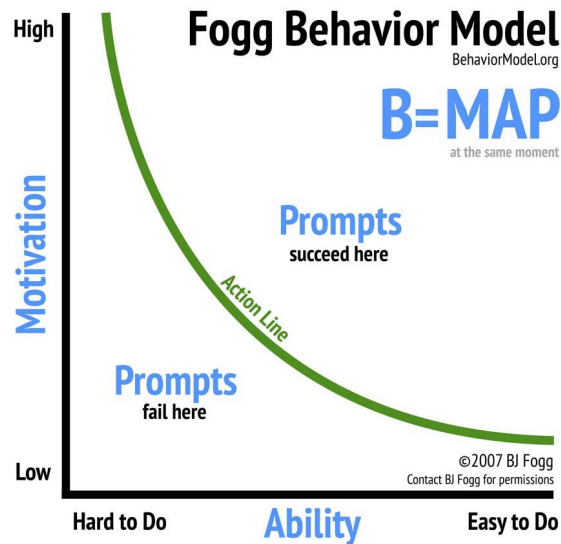 High
Fogg Behavior Model
BehaviorModel.org
B=MAP
at the same moment
Motivation
Prompts
succeed here
Action Line
Prompts
fail here
Low
©2007 BJ Fogg
Contact BJ Fogg for permissions
Hard to Do
Ability
Easy to Do